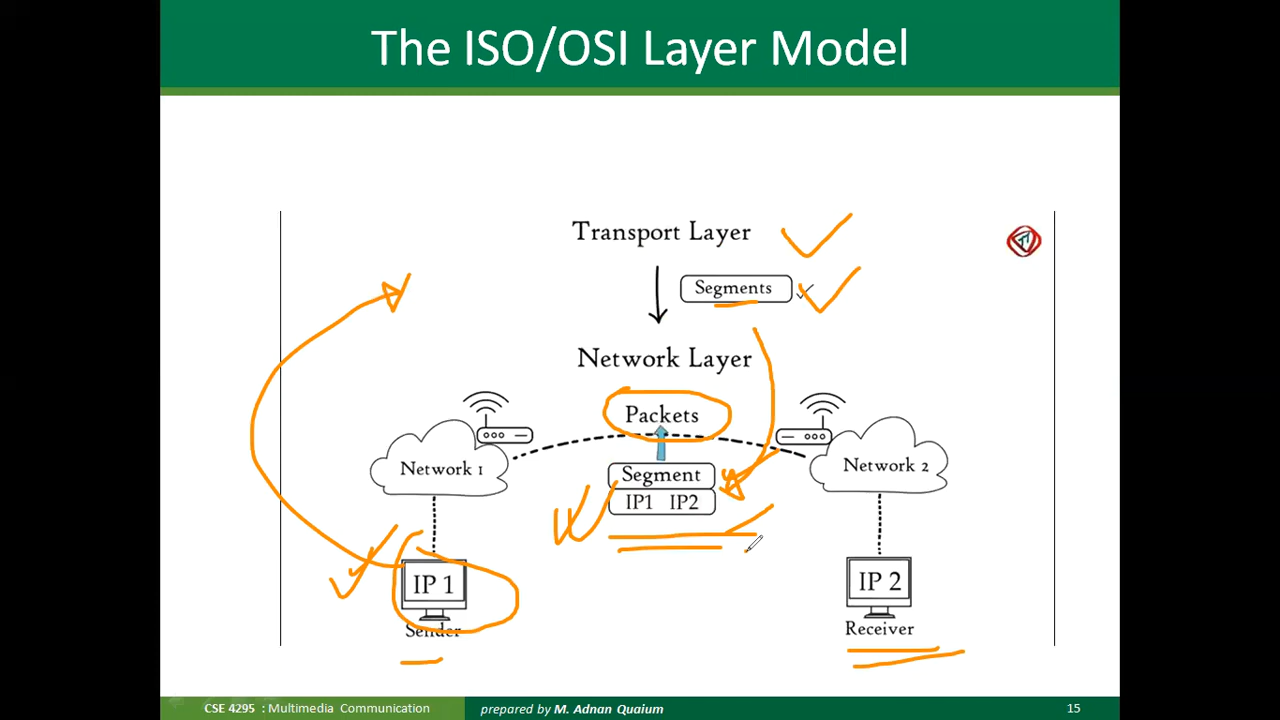 The ISO/OSI Layer Model
Transport Layer
Segments
Network Layer
Packets
Network 1
Segment
Network 2
IP1 IP2
IP 1
IP 2
Sender
Receiver
CSE 4295 : Multimedia Communication
prepared by M. Adnan Quaium
15